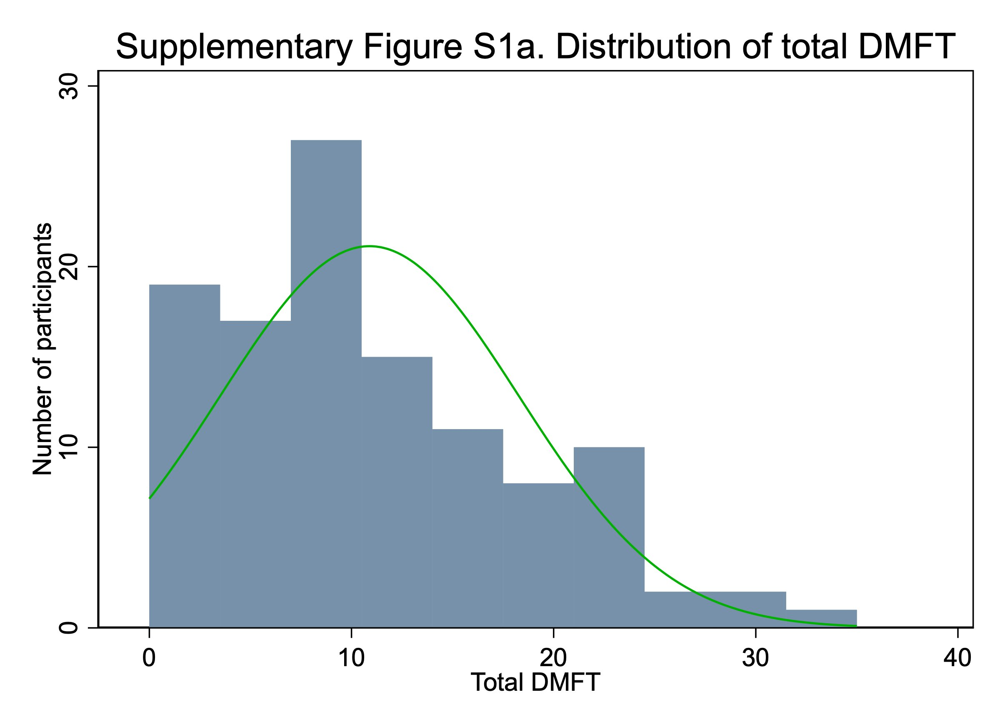 Supplementary Figure S1a. Distribution of total DMFT
Number of participants
30
20
10
0
0 10 20 30 40
Total DMFT